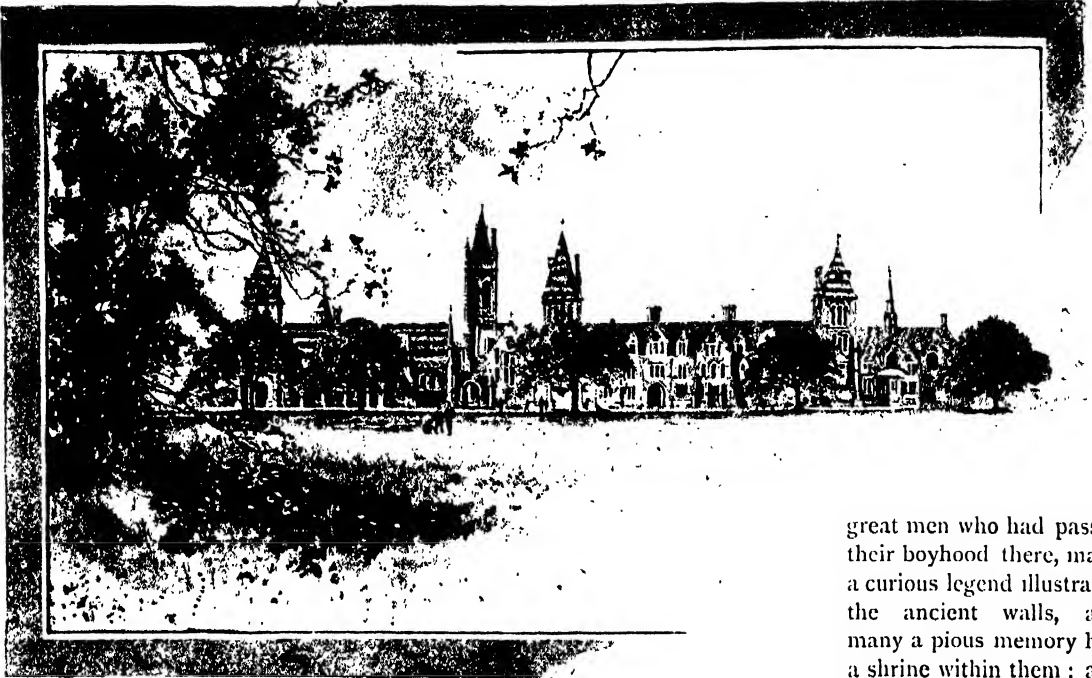 great men who had pas
their boyhood there, ma
a curious legend illustra
the ancient walls, a
many a pious memory h
a shrine within them : a